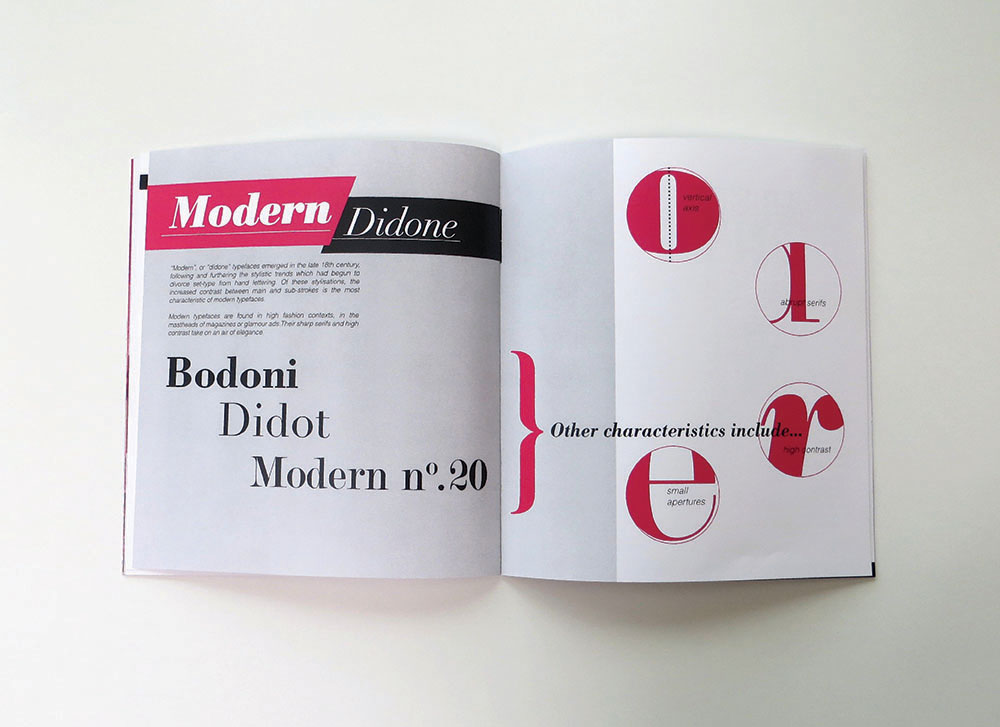 Modern
Didone
"Modern", or "didone" typefaces emerged in the late 18th century,
following and furthering the stylistic trends which had begun to
divorce set-type from hand lettering. Of these stylisations, the
increased contrast between main and sub-strokes is the most
characteristic of modern typefaces.
Modern typefaces are found in high fashion contexts, in the
mastheads of magazines or glamour ads. Their sharp serifs and high
contrast take on an air of elegance.
Bodoni
Didot
Modern nº.20
}
Other characteristics include...
o
vertical
axis
abrupt serifs
r
high contrast
e
small
apertures